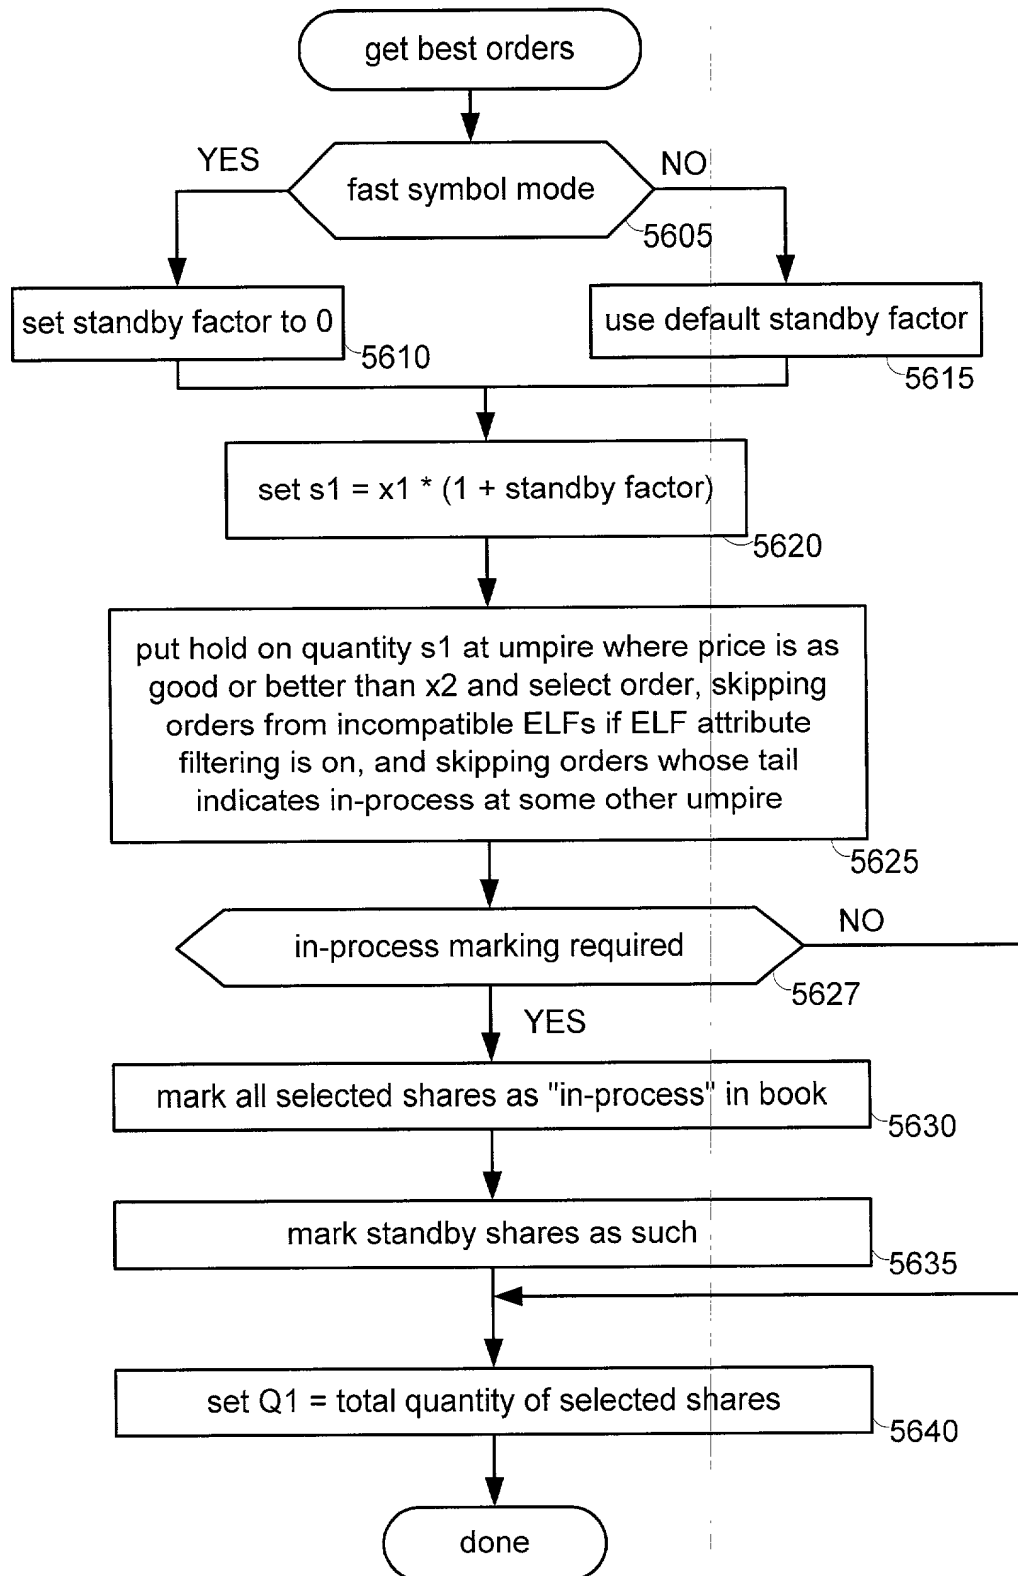 get best orders
YES
NO
fast symbol mode
5605
set standby factor to 0
use default standby factor
5610
5615
set s1 = x1 * (1 + standby factor)
5620
put hold on quantity s1 at umpire where price is as
good or better than x2 and select order, skipping
orders from incompatible ELFs if ELF attribute
filtering is on, and skipping orders whose tail
indicates in-process at some other umpire
5625
NO
in-process marking required
5627
YES
mark all selected shares as "in-process" in book
5630
mark standby shares as such
5635
set Q1 = total quantity of selected shares
5640
done